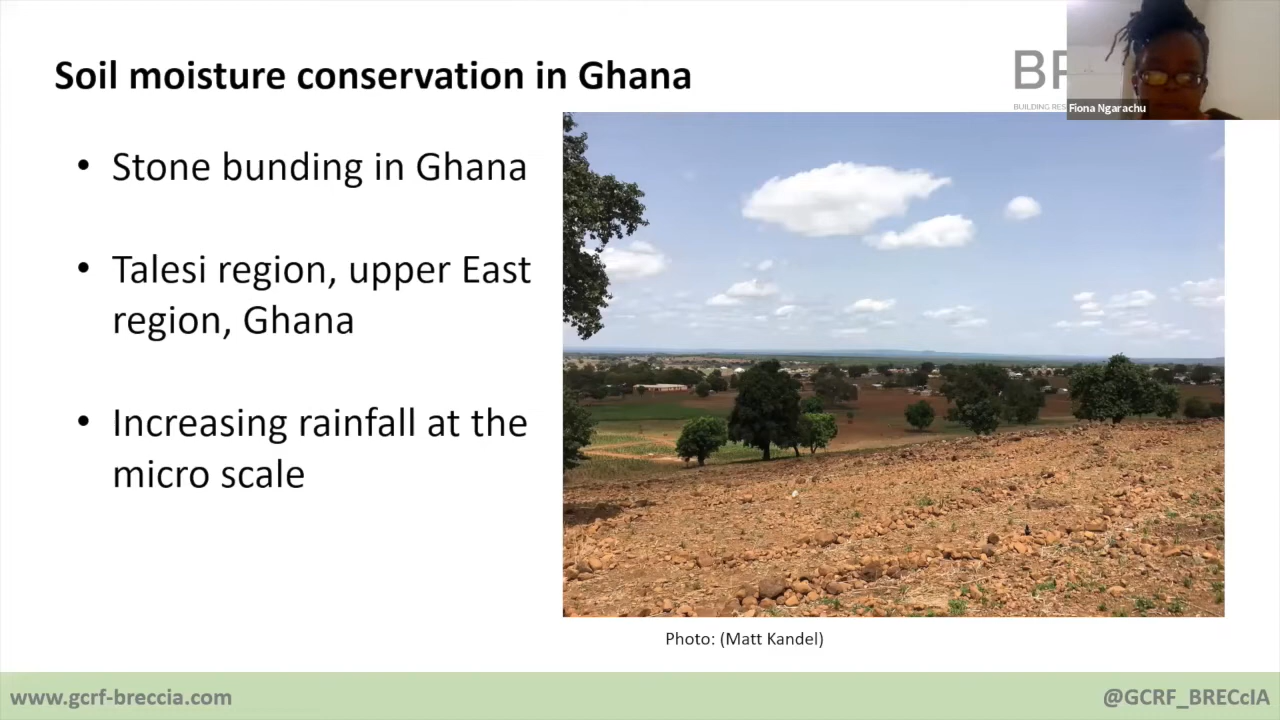 Soil moisture conservation in Ghana
BR
BUILDING RES
Fiona Ngarachu
• Stone bunding in Ghana
• Talesi region, upper East
region, Ghana
• Increasing rainfall at the
micro scale
Photo: (Matt Kandel)
www.gcrf-breccia.com
@GCRF_BRECcIA